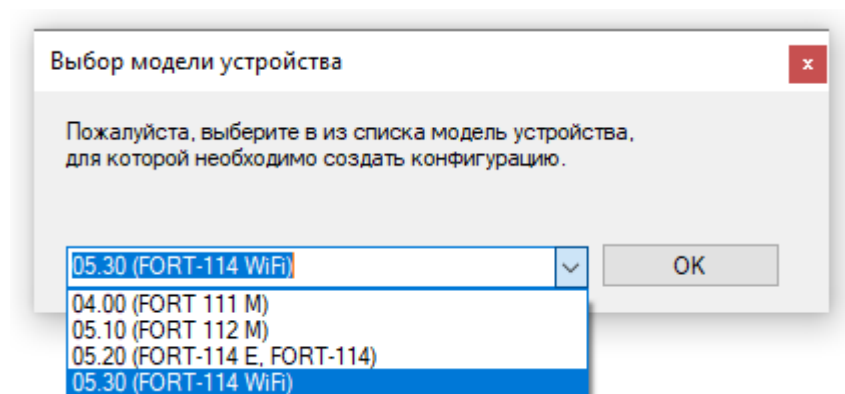 Выбор модели устройства
x
Пожалуйста, выберите в из списка модель устройства,
для которой необходимо создать конфигурацию.
05.30 (FORT-114 WiFi)
OK
04.00 (FORT 111 M)
05.10 (FORT 112 M)
05.20 (FORT-114 E, FORT-114)
05.30 (FORT-114 WiFi)